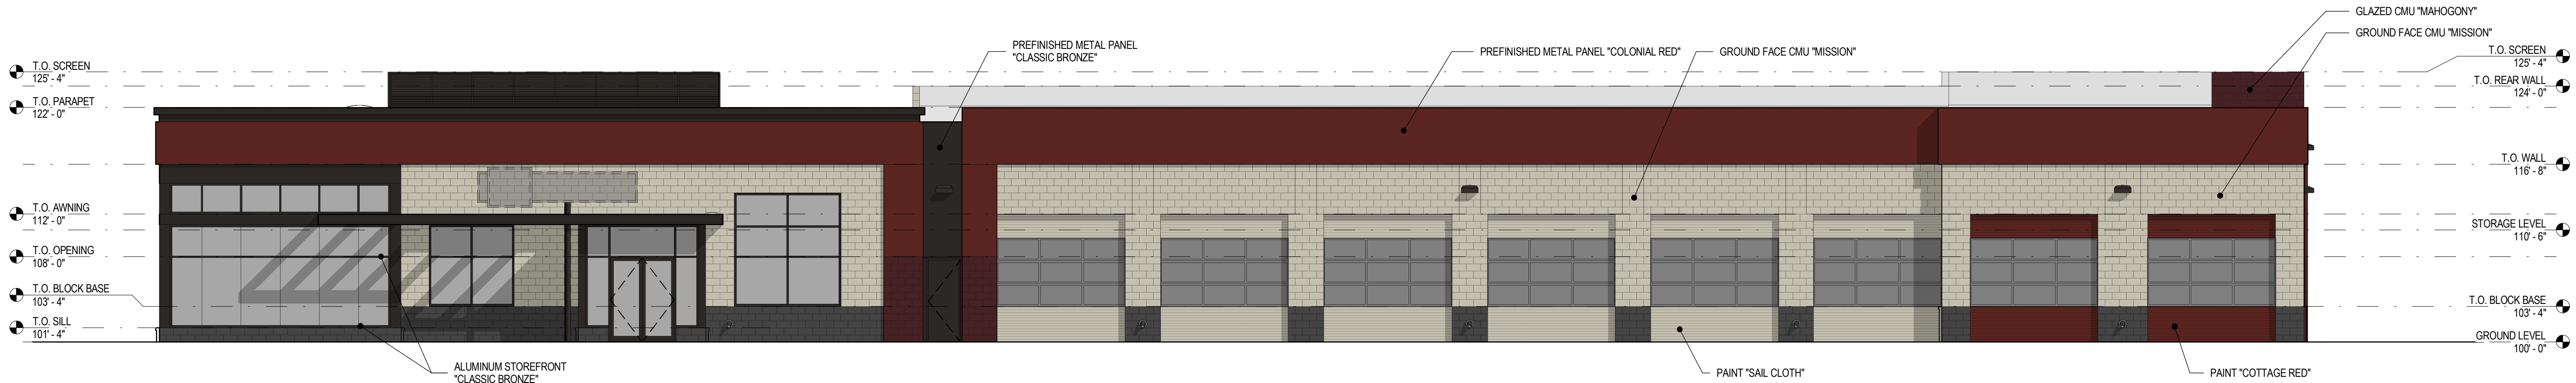 T.O. SCREEN
125' - 4"
T.O. PARAPET
122' - 0"
T.O. AWNING
112' - 0"
T.O. OPENING
108' - 0"
T.O. BLOCK BASE
103' - 4"
T.O. SILL
101' - 4"
PREFINISHED METAL PANEL
"CLASSIC BRONZE"
PREFINISHED METAL PANEL "COLONIAL RED"
GROUND FACE CMU "MISSION"
GLAZED CMU "MAHOGONY"
GROUND FACE CMU "MISSION"
ALUMINUM STOREFRONT
"CLASSIC BRONZE"
PAINT "SAIL CLOTH"
PAINT "COTTAGE RED"
T.O. SCREEN
125' - 4"
T.O. REAR WALL
124' - 0"
T.O. WALL
116' - 8"
STORAGE LEVEL
110' - 6"
T.O. BLOCK BASE
103' - 4"
GROUND LEVEL
100' - 0"